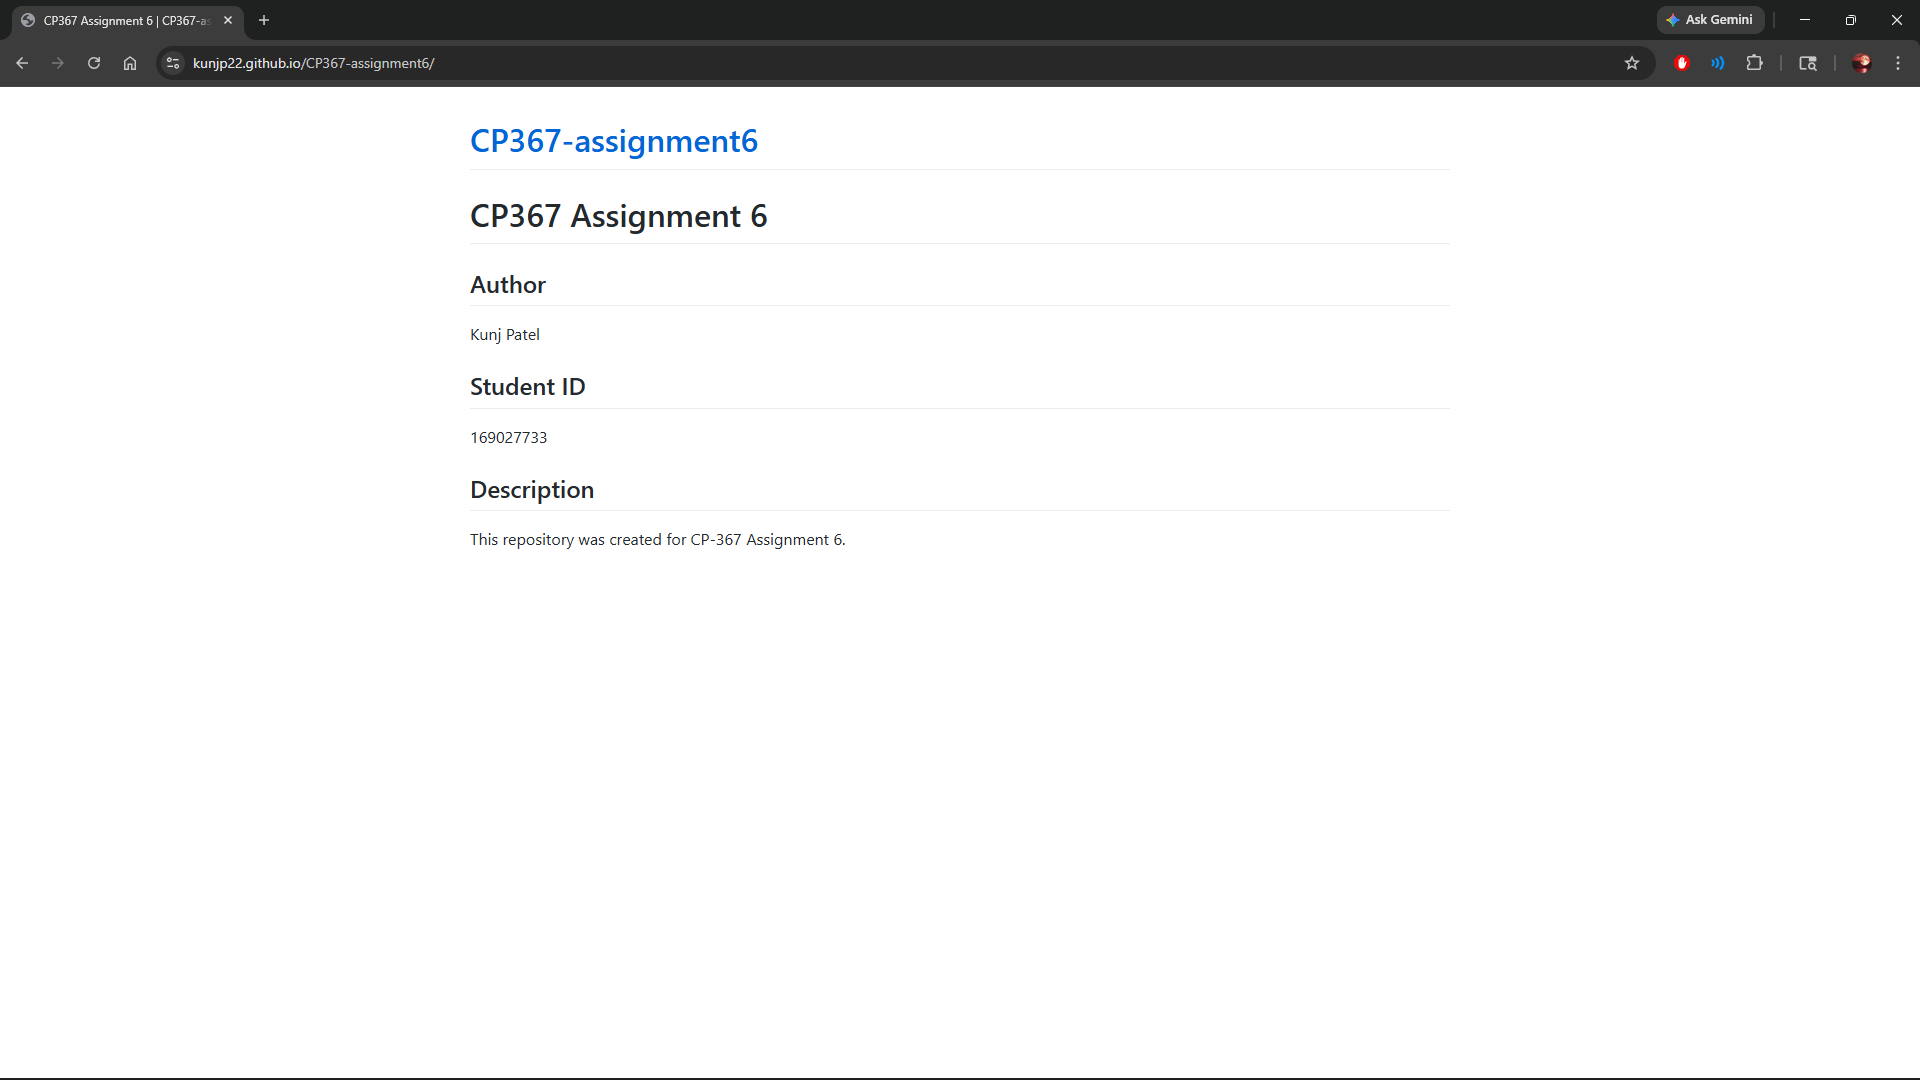 CP367 Assignment 6 | CP367-as
Ask Gemini
kunjp22.github.io/CP367-assignment6/
CP367-assignment6
CP367 Assignment 6
Author
Kunj Patel
Student ID
169027733
Description
This repository was created for CP-367 Assignment 6.